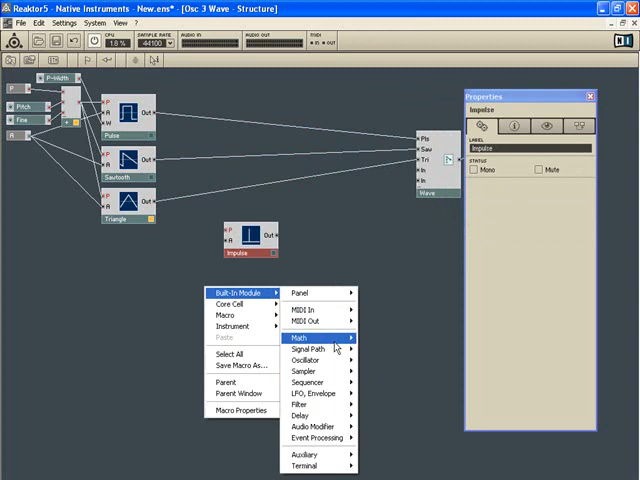 Reaktor5 - Native Instruments - New.ens* - [Osc 3 Wave - Structure]
File Edit Settings System View
CPU
1.8 %
SAMPLE RATE
44100
AUDIO IN
AUDIO OUT
MIDI
IN OUT
P-Width
P
Pitch
Fine
A
P
A
W
Out
Pulse
P
A
Out
Sawtooth
P
A
Out
Triangle
Pls
Saw
Tri
In
In
Wave
P
A
Out
Impulse
Properties
Impulse
LABEL
Impulse
STATUS
Mono
Mute
Built-In Module
Core Cell
Macro
Instrument
Paste
Select All
Save Macro As...
Parent
Parent Window
Macro Properties
Panel
MIDI In
MIDI Out
Math
Signal Path
Oscillator
Sampler
Sequencer
LFO, Envelope
Filter
Delay
Audio Modifier
Event Processing
Auxiliary
Terminal